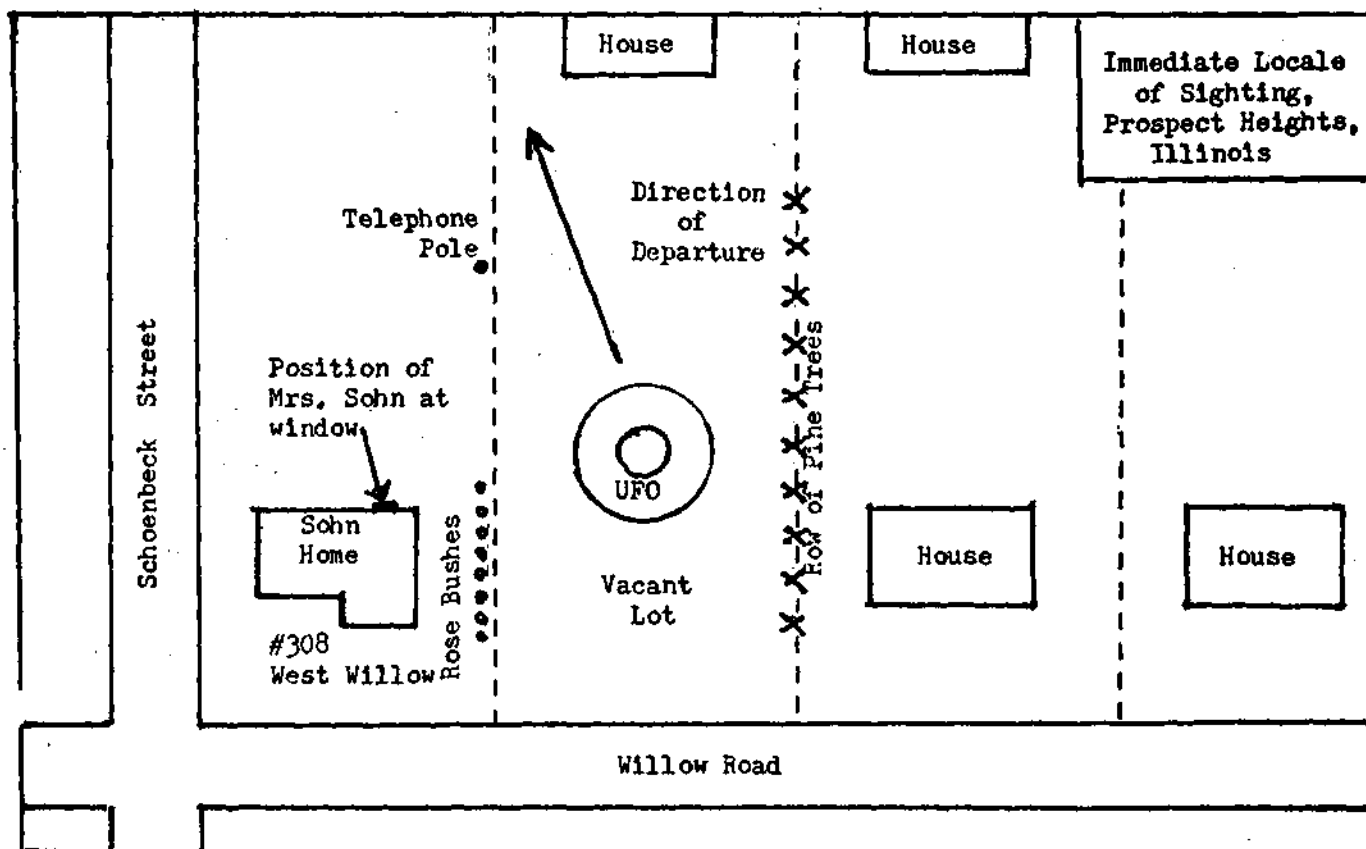 House
House
Immediate Locale
of Sighting,
Prospect Heights,
Illinois
Direction
of
Departure
Telephone
Pole
Schoenbeck Street
Position of
Mrs. Sohn at
window
Row of Pine Trees
UFO
Sohn
Home
Rose Bushes
House
House
Vacant
Lot
#308
West Willow
Willow Road